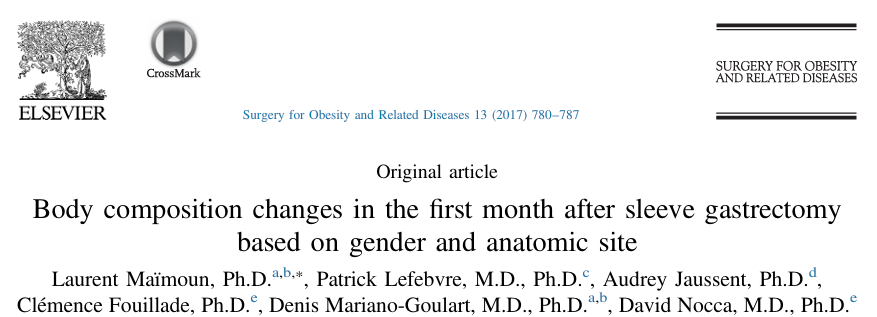 ELSEVIER
CrossMark
SURGERY FOR OBESITY
AND RELATED DISEASES
Surgery for Obesity and Related Diseases 13 (2017) 780–787
Original article
Body composition changes in the first month after sleeve gastrectomy
based on gender and anatomic site
Laurent Maïmoun, Ph.D.a,b,*, Patrick Lefebvre, M.D., Ph.D.c, Audrey Jaussent, Ph.D.d,
Clémence Fouillade, Ph.D.e, Denis Mariano-Goulart, M.D., Ph.D.a,b, David Nocca, M.D., Ph.D.e